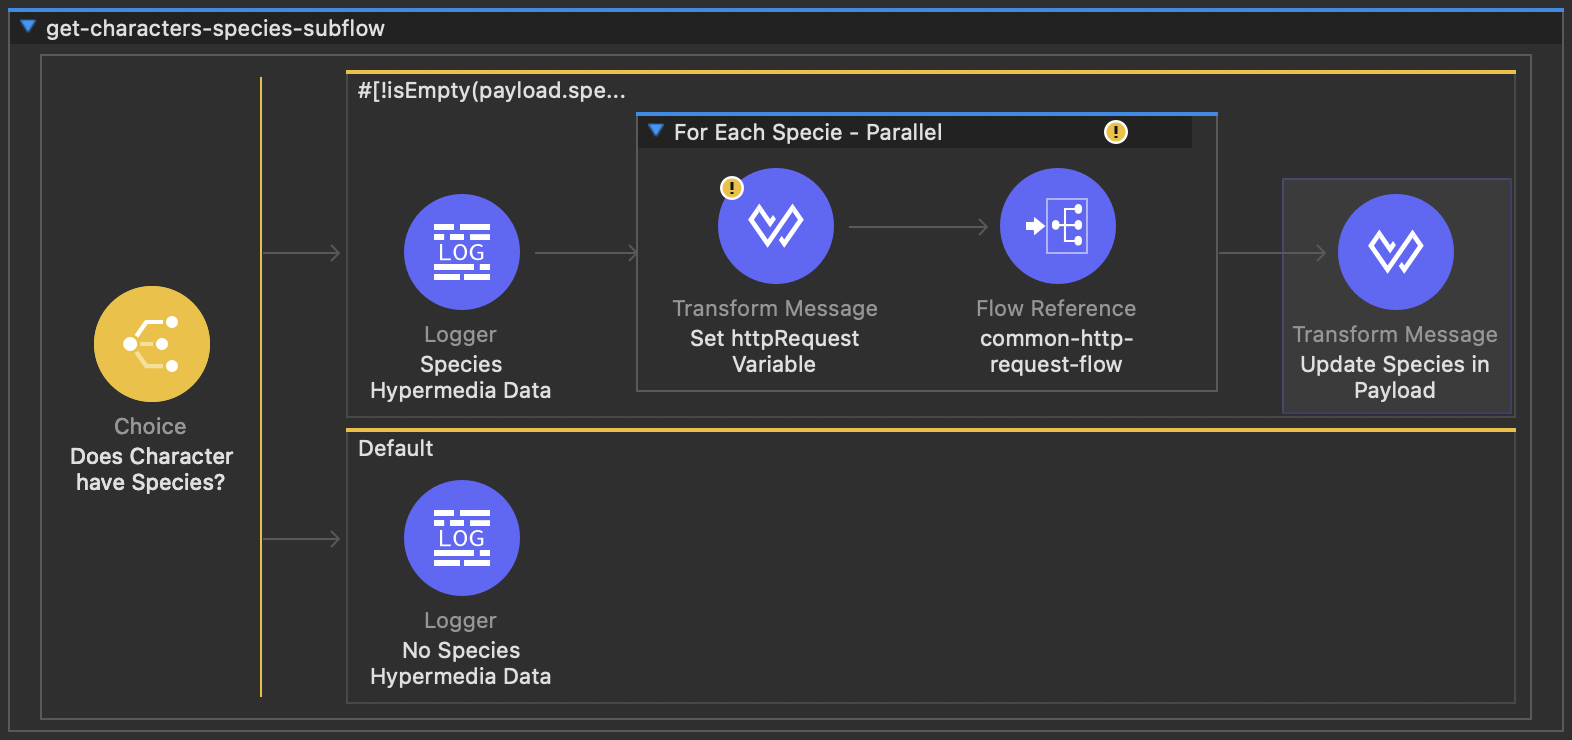 get-characters-species-subflow
#[!isEmpty(payload.spe...
For Each Specie - Parallel
!
!
LOG
Transform Message
Set httpRequest
Variable
Flow Reference
common-http-
request-flow
Logger
Species
Hypermedia Data
Transform Message
Update Species in
Payload
Choice
Does Character
have Species?
Default
LOG
Logger
No Species
Hypermedia Data